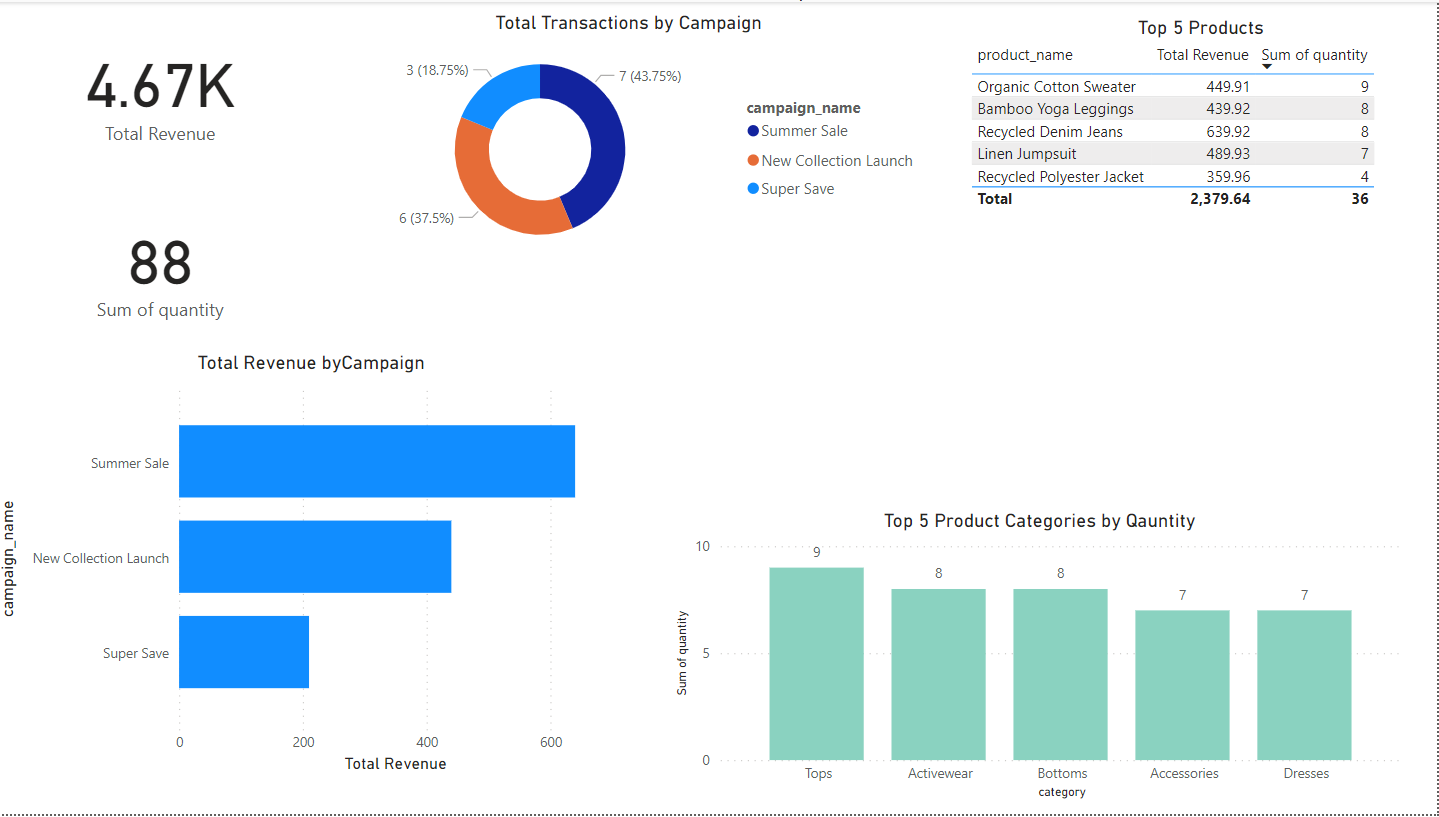 4.67K
Total Revenue
88
Sum of quantity
Total Transactions by Campaign
3 (18.75%)
7 (43.75%)
6 (37.5%)
campaign_name
Summer Sale
New Collection Launch
Super Save
Top 5 Products
product_name Total Revenue Sum of quantity
Organic Cotton Sweater 449.91 9
Bamboo Yoga Leggings 439.92 8
Recycled Denim Jeans 639.92 8
Linen Jumpsuit 489.93 7
Recycled Polyester Jacket 359.96 4
Total 2,379.64 36
Total Revenue byCampaign
campaign_name
Summer Sale
New Collection Launch
Super Save
0 200 400 600
Total Revenue
Top 5 Product Categories by Qauntity
Sum of quantity
10
5
0
9 8 8 7 7
Tops Activewear Bottoms Accessories Dresses
category